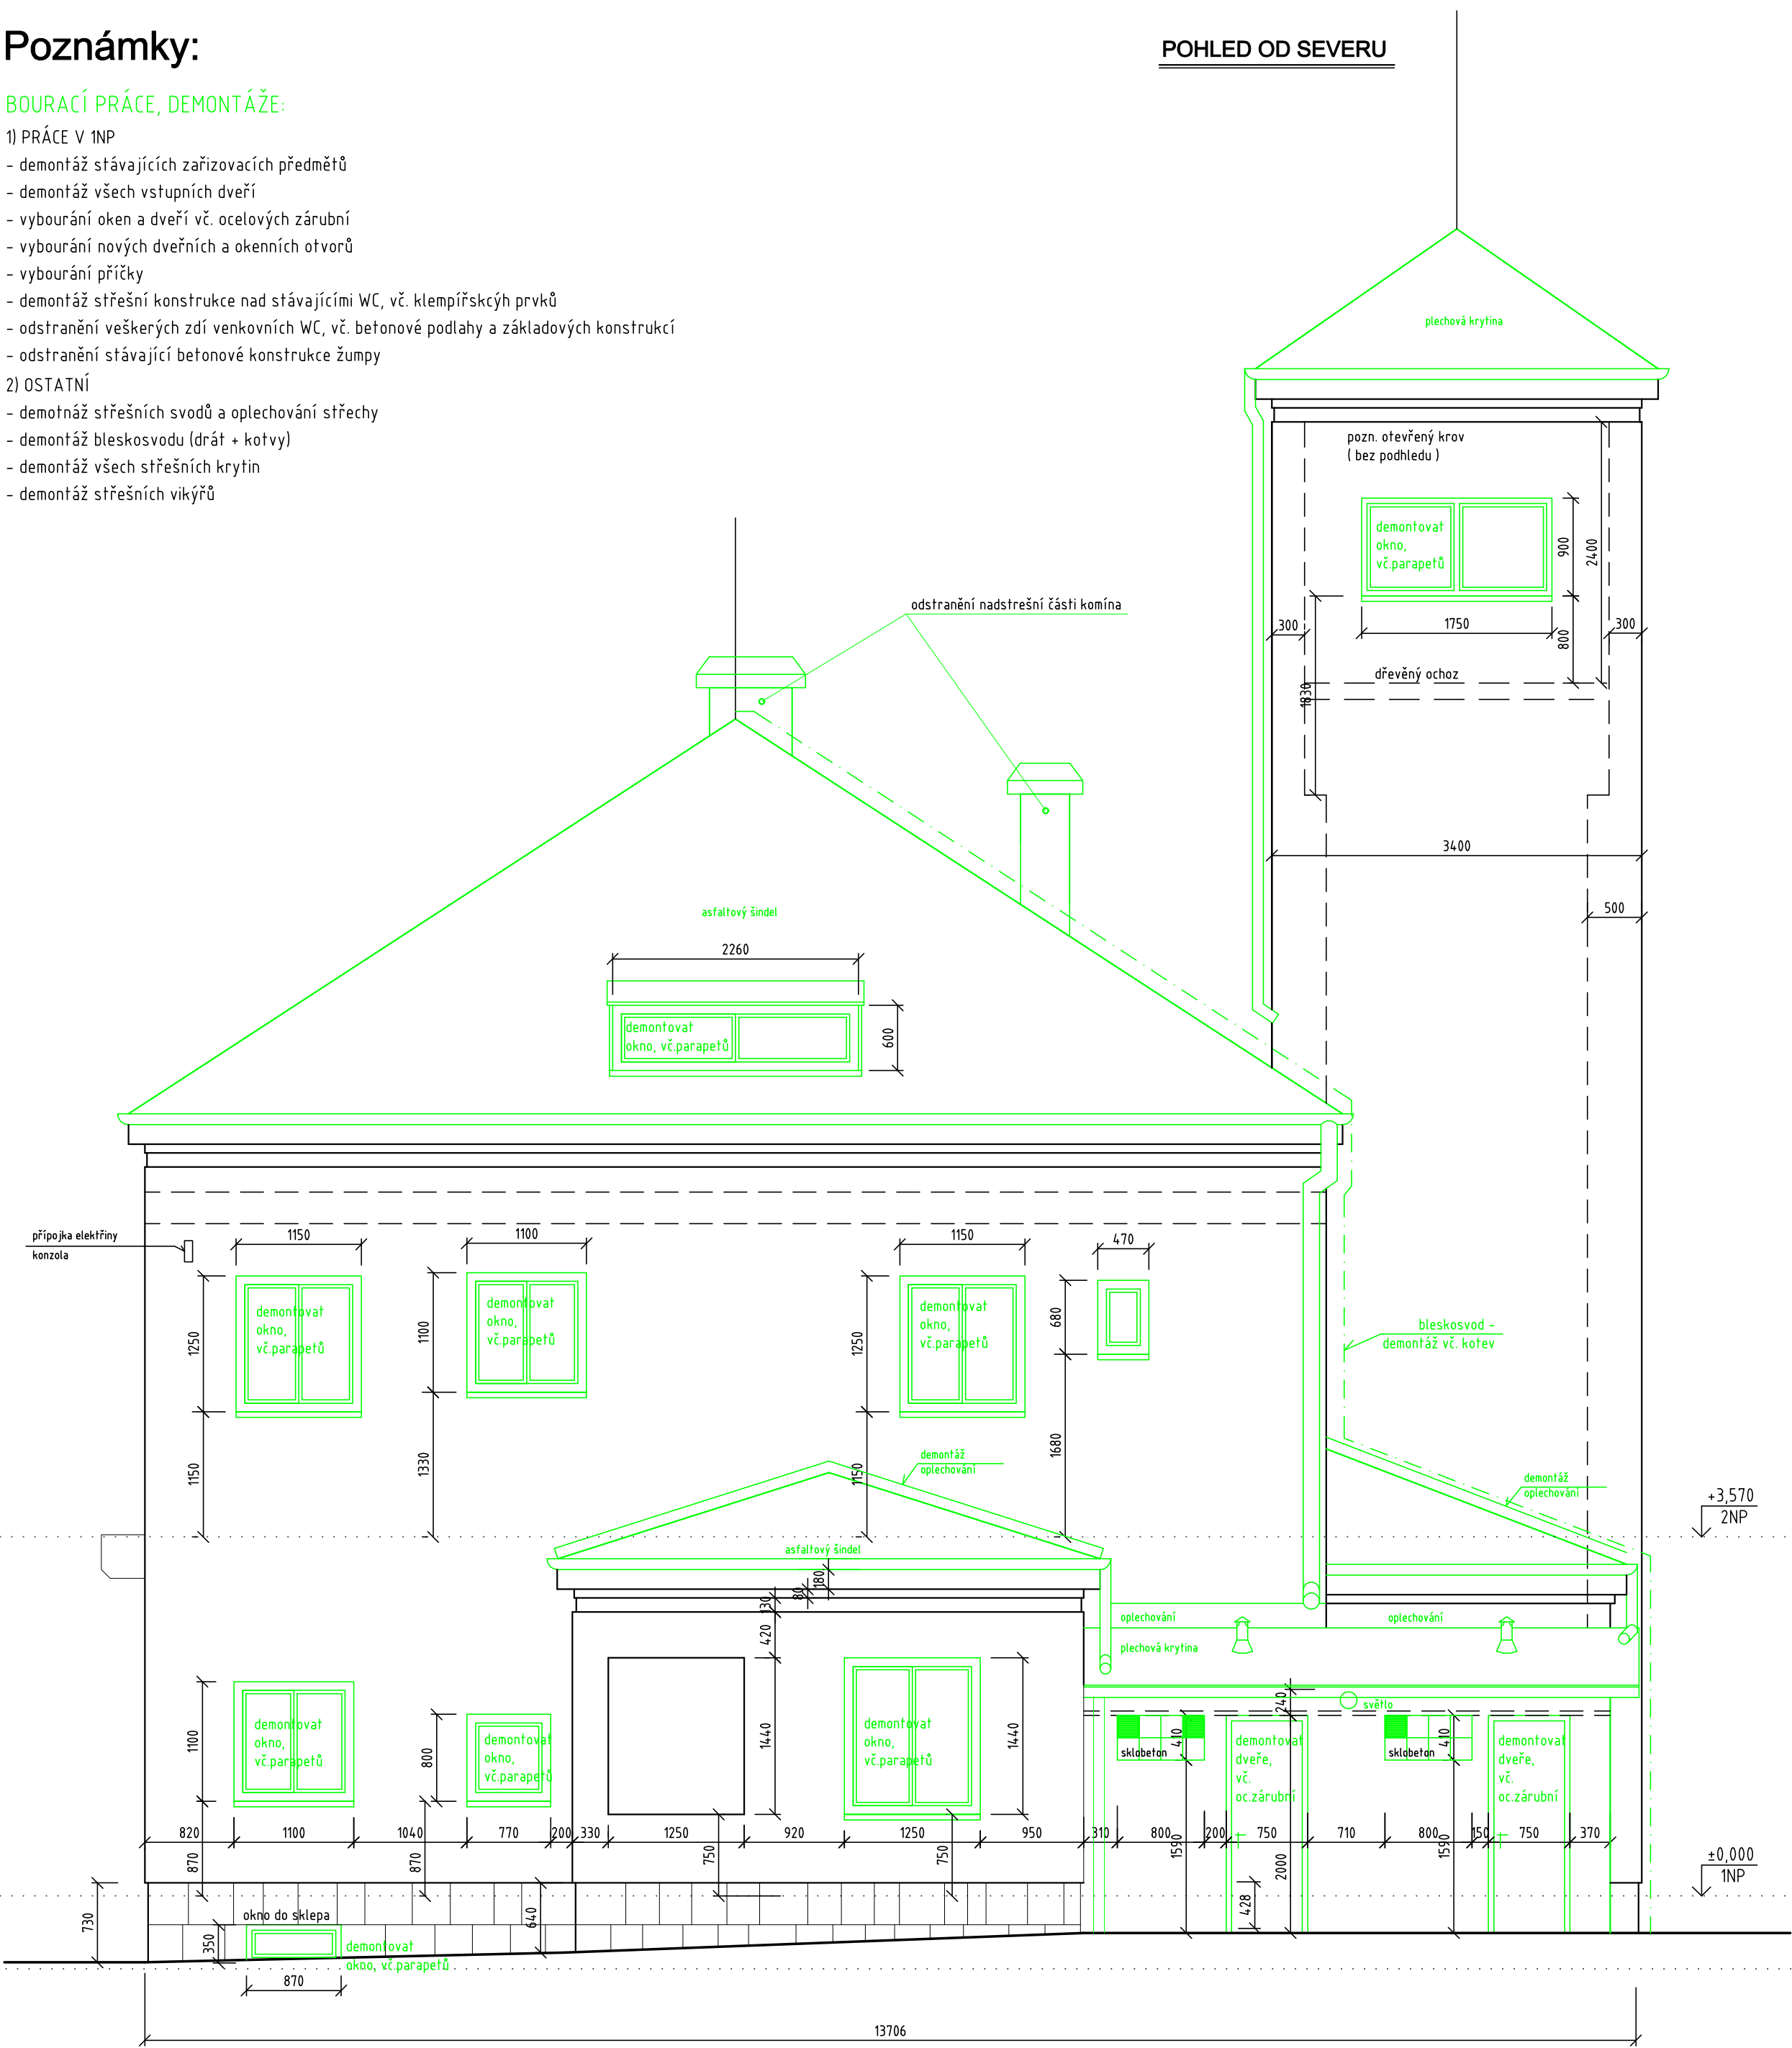 Poznámky:
POHLED OD SEVERU
BOURACÍ PRÁCE, DEMONTÁŽE:
1) PRÁCE V 1NP
- demontáž stávajících zařizovacích předmětů
- demontáž všech vstupních dveří
- vybourání oken a dveří vč. ocelových zárubní
- vybourání nových dveřních a okenních otvorů
- vybourání příčky
- demontáž střešní konstrukce nad stávajícími WC, vč. klempířskcýh prvků
- odstranění veškerých zdí venkovních WC, vč. betonové podlahy a základových konstrukcí
- odstranění stávající betonové konstrukce žumpy
2) OSTATNÍ
- demotnáž střešních svodů a oplechování střechy
- demontáž bleskosvodu (drát + kotvy)
- demontáž všech střešních krytin
- demontáž střešních vikýřů
plechová krytina
pozn. otevřený krov
( bez podhledu )
demontovat
okno,
vč.parapetů
900
2400
1750
800
300
300
dřevěný ochoz
1830
odstranění nadstrešní části komína
3400
500
asfaltový šindel
2260
demontovat
okno, vč.parapetů
600
přípojka elektřiny
konzola
1150
1100
1150
470
demontovat
okno,
vč.parapetů
demontovat
okno,
vč.parapetů
demontovat
okno,
vč.parapetů
1250
1100
1250
680
1150
1330
1150
1680
bleskosvod -
demontáž vč. kotev
demontáž
oplechování
demontáž
oplechování
+3,570
2NP
asfaltový šindel
180
80
130
420
oplechování
oplechování
plechová krytina
světlo
240
1100
demontovat
okno,
vč.parapetů
800
demontovat
okno,
vč.parapetů
1440
demontovat
okno,
vč.parapetů
1440
sklobeton
410
demontovat
dveře,
vč.
oc.zárubní
sklobeton
410
demontovat
dveře,
vč.
oc.zárubní
820
1100
1040
770
200
330
1250
920
1250
950
310
800
200
750
710
800
150
750
370
870
870
750
750
1590
2000
1590
428
±0,000
1NP
730
350
okno do sklepa
640
demontovat
okno, vč.parapetů
870
13706